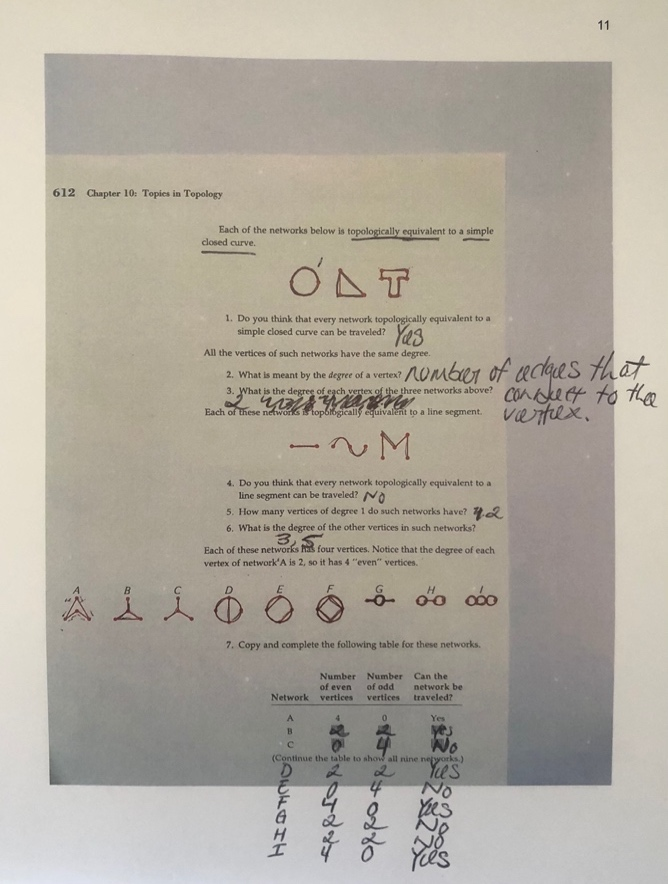 11
612 Chapter 10: Topics in Topology
Each of the networks below is topologically equivalent to a simple
closed curve.
1. Do you think that every network topologically equivalent to a
simple closed curve can be traveled? Yes
All the vertices of such networks have the same degree.
2. What is meant by the degree of a vertex? number of edges that
connect to the
vertex.
3. What is the degree of each vertex of the three networks above?
2
Each of these networks is topologically equivalent to a line segment.
4. Do you think that every network topologically equivalent to a
line segment can be traveled? No
5. How many vertices of degree 1 do such networks have? 2
6. What is the degree of the other vertices in such networks?
3, 5
Each of these networks has four vertices. Notice that the degree of each
vertex of network A is 2, so it has 4 "even" vertices.
A B C D E F G H I
7. Copy and complete the following table for these networks.
Number Number Can the
of even of odd network be
Network vertices vertices traveled?
A 4 0 Yes
B 2 2 Yes
C 0 4 No
(Continue the table to show all nine networks.)
D 2 2 Yes
E 0 4 No
F 4 0 Yes
G 2 2 No
H 2 2 No
I 4 0 Yes